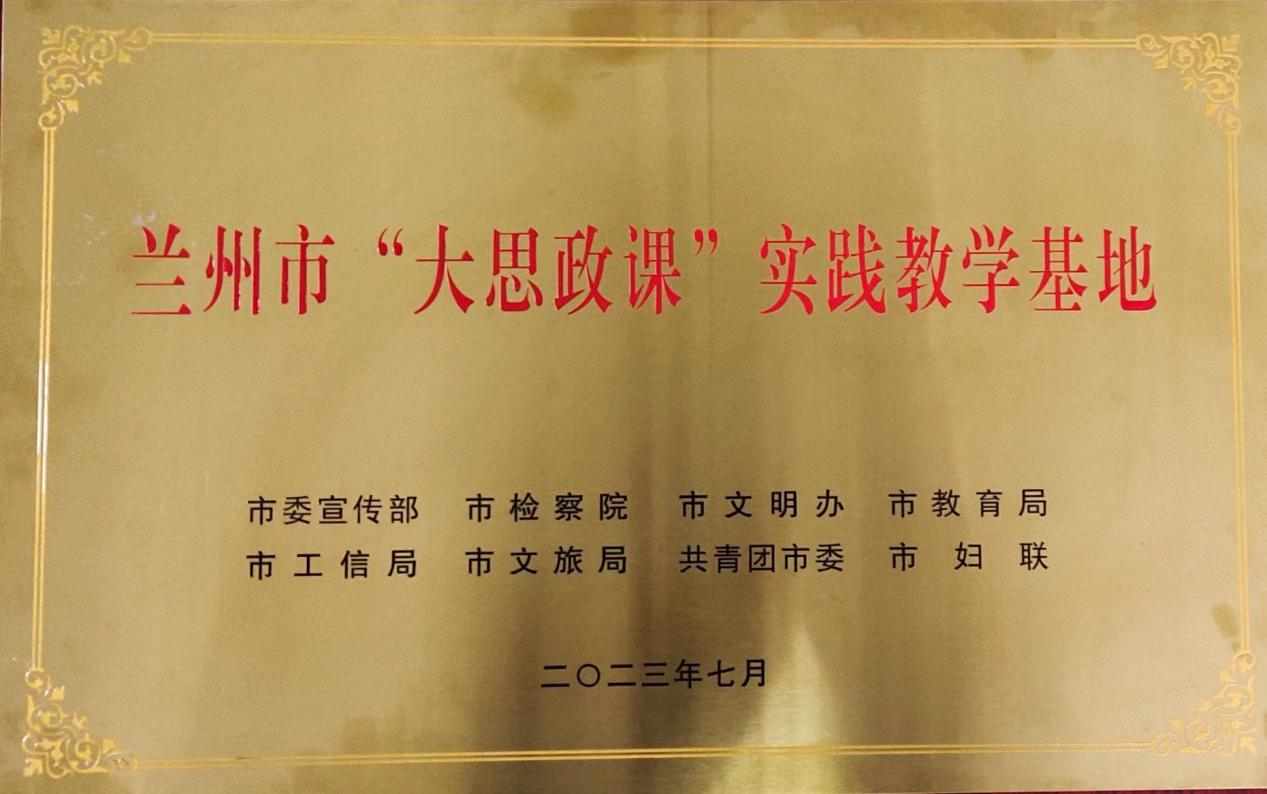 兰州市“大思政课”实践教学基地
市委宣传部 市检察院 市文明办 市教育局
市工信局 市文旅局 共青团市委 市妇联
二〇二三年七月